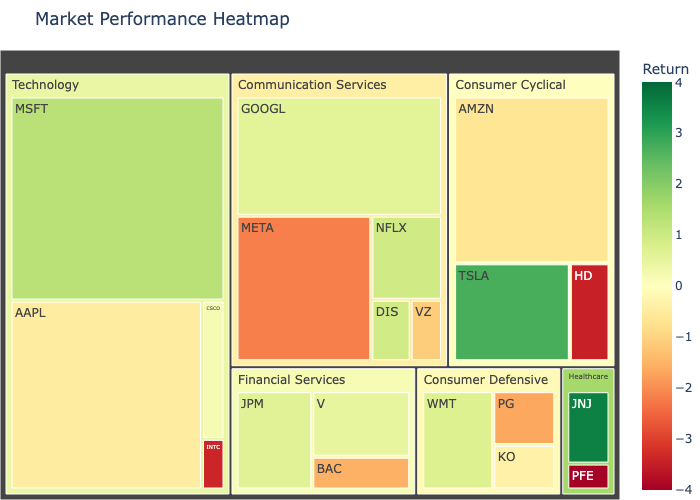 Market Performance Heatmap
Technology
MSFT
AAPL
CSCO
INTC
Communication Services
GOOGL
META
NFLX
DIS
VZ
Consumer Cyclical
AMZN
TSLA
HD
Financial Services
JPM
V
BAC
Consumer Defensive
WMT
PG
KO
Healthcare
JNJ
PFE
Return
4
3
2
1
0
−1
−2
−3
−4